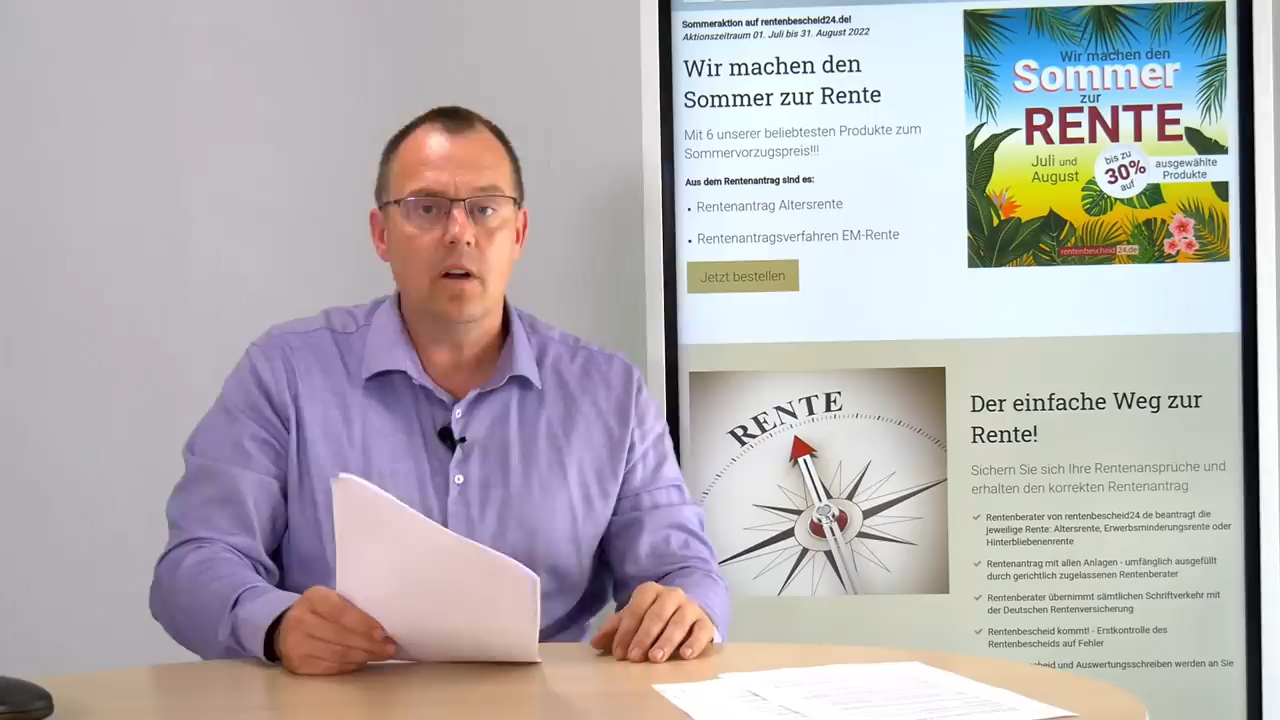 Sommeraktion auf rentenbescheid24.de!
Aktionszeitraum 01. Juli bis 31. August 2022
Wir machen den
Sommer zur Rente
Mit 6 unserer beliebtesten Produkte zum
Sommervorzugspreis!!!
Aus dem Rentenantrag sind es:
• Rentenantrag Altersrente
• Rentenantragsverfahren EM-Rente
Jetzt bestellen
Wir machen den
Sommer
zur
RENTE
Juli und
August
bis zu
30%
auf
ausgewählte
Produkte
rentenbescheid24.de
RENTE
Der einfache Weg zur
Rente!
Sichern Sie sich Ihre Rentenansprüche und
erhalten den korrekten Rentenantrag.
Rentenberater von rentenbescheid24.de beantragt die
jeweilige Rente: Altersrente, Erwerbsminderungsrente oder
Hinterbliebenenrente
Rentenantrag mit allen Anlagen - umfänglich ausgefüllt
durch gerichtlich zugelassenen Rentenberater
Rentenberater übernimmt sämtlichen Schriftverkehr mit
der Deutschen Rentenversicherung
Rentenbescheid kommt! - Erstkontrolle des
Rentenbescheids auf Fehler
und Auswertungsschreiben werden an Sie